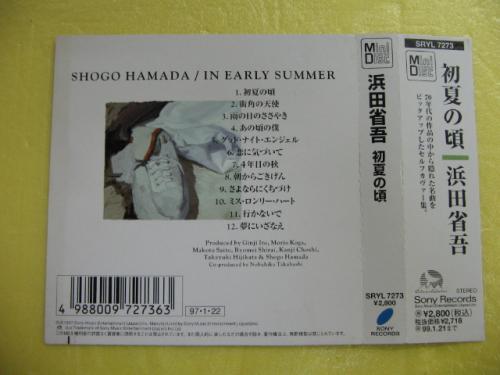 SHOGO HAMADA / IN EARLY SUMMER
1. 初夏の頃
2. 街角の天使
3. 雨の日のささやき
4. あの頃の僕
5. グッド・ナイト・エンジェル
6. 恋に気づいて
7. 4年目の秋
8. 朝からごきげん
9. さよならにくちづけ
10. ミス・ロンリー・ハート
11. 行かないで
12. 夢にいざなえ
Produced by Ginji Ito, Morio Koga,
Makoto Saito, Ryomei Shirai, Kenji Chiba,
Takayuki Hijikata & Shogo Hamada
Co-produced by Nobuhiko Takahashi
4 988009 727363
97・1・22
Mini
Disc
浜田省吾
初夏の頃
SRYL 7273
¥2,800
SONY
RECORDS
SRYL 7273
Mini
Disc
初夏の頃
浜田省吾
70年代の作品の中から隠れた名曲を
ピックアップしたセルフカヴァー集。
STEREO
Sony Records
¥2,800(税込)
税抜価格¥2,718
('99.1.21まで)